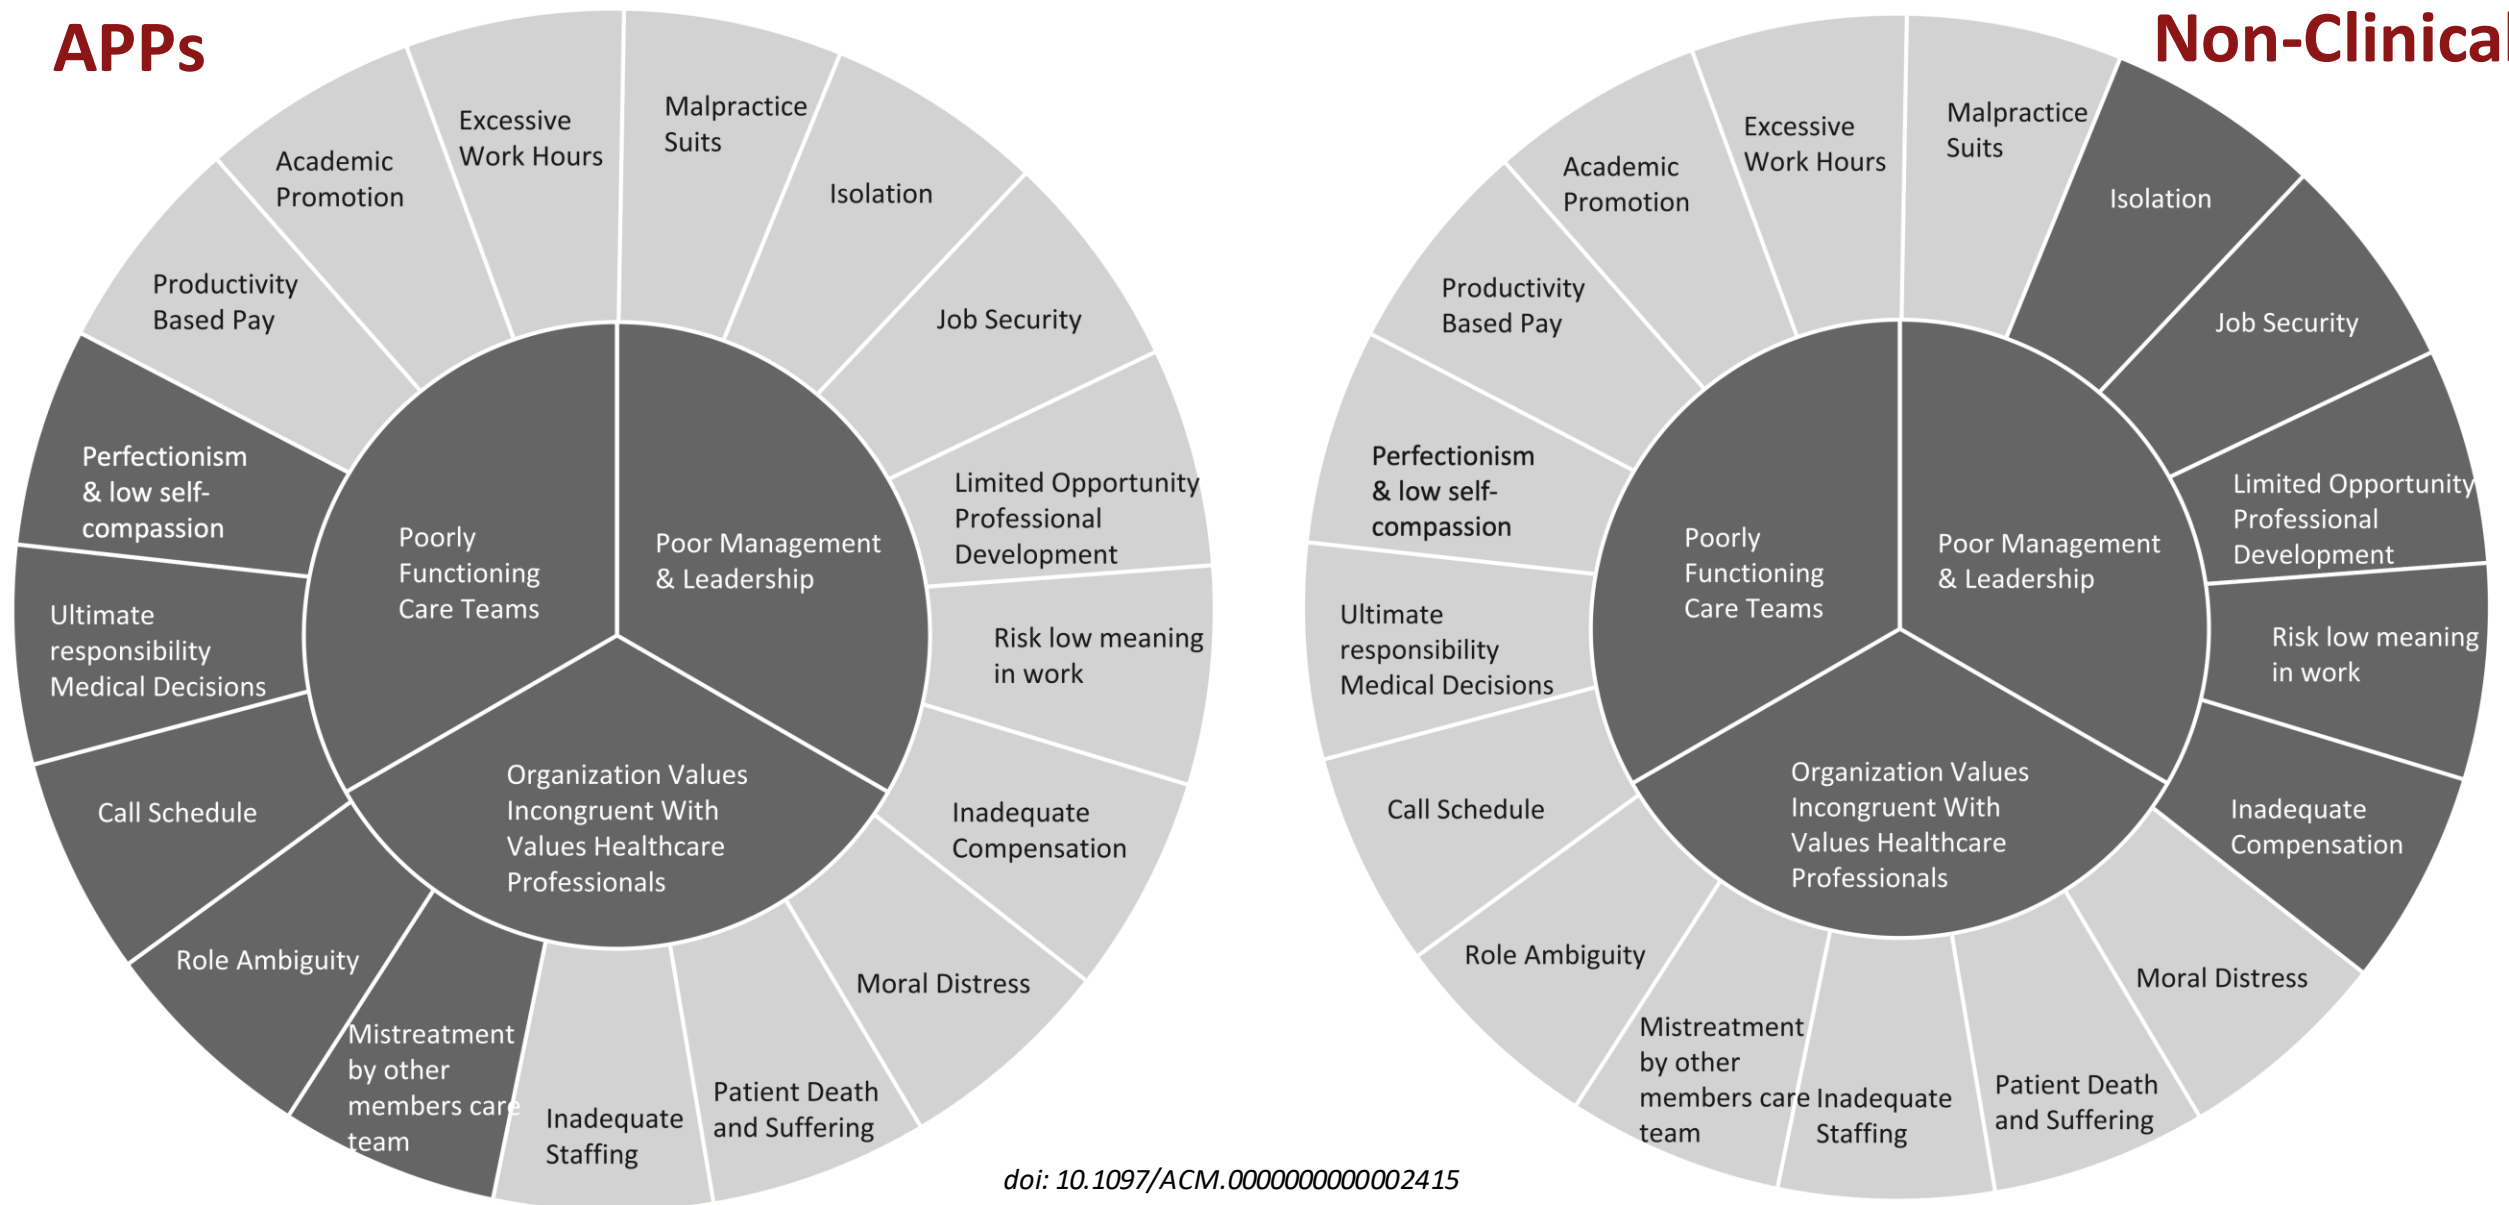 APPs
Malpractice
Suits
Isolation
Job Security
Limited Opportunity
Professional
Development
Risk low meaning
in work
Inadequate
Compensation
Moral Distress
Patient Death
and Suffering
Inadequate
Staffing
Mistreatment
by other
members care
team
Role Ambiguity
Call Schedule
Ultimate
responsibility
Medical Decisions
Perfectionism
& low self-
compassion
Productivity
Based Pay
Academic
Promotion
Excessive
Work Hours
Poorly
Functioning
Care Teams
Poor Management
& Leadership
Organization Values
Incongruent With
Values Healthcare
Professionals
Non-Clinical
Malpractice
Suits
Isolation
Job Security
Limited Opportunity
Professional
Development
Risk low meaning
in work
Inadequate
Compensation
Moral Distress
Patient Death
and Suffering
Inadequate
Staffing
Mistreatment
by other
members care
team
Role Ambiguity
Call Schedule
Ultimate
responsibility
Medical Decisions
Perfectionism
& low self-
compassion
Productivity
Based Pay
Academic
Promotion
Excessive
Work Hours
Poorly
Functioning
Care Teams
Poor Management
& Leadership
Organization Values
Incongruent With
Values Healthcare
Professionals
doi: 10.1097/ACM.0000000000002415